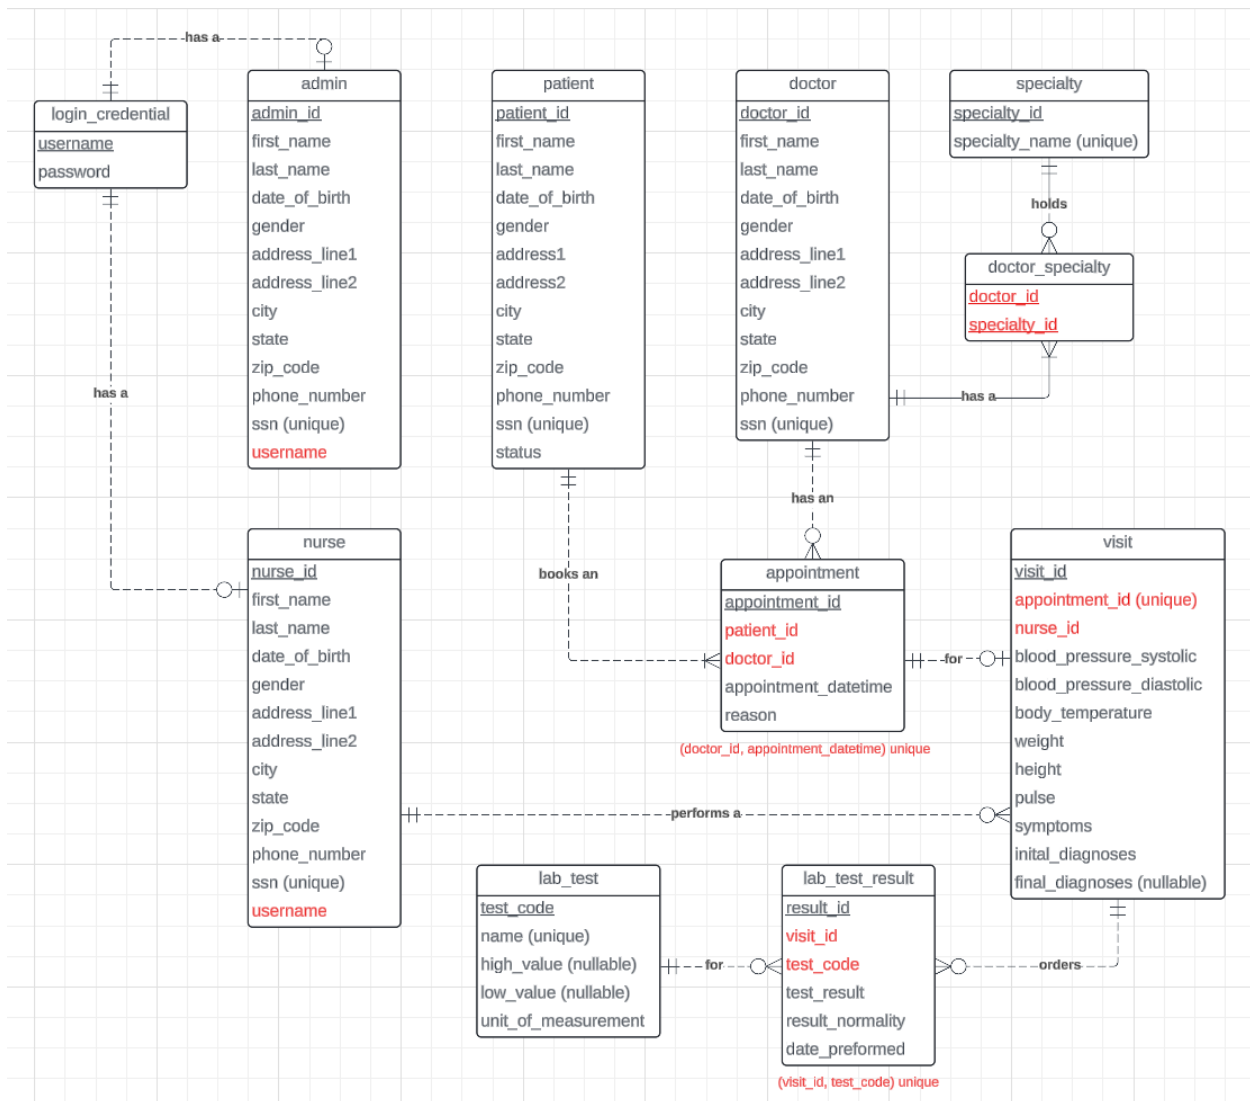 has a
login_credential
username
password
has a
admin
admin_id
first_name
last_name
date_of_birth
gender
address_line1
address_line2
city
state
zip_code
phone_number
ssn (unique)
username
patient
patient_id
first_name
last_name
date_of_birth
gender
address1
address2
city
state
zip_code
phone_number
ssn (unique)
status
doctor
doctor_id
first_name
last_name
date_of_birth
gender
address_line1
address_line2
city
state
zip_code
phone_number
ssn (unique)
specialty
specialty_id
specialty_name (unique)
holds
doctor_specialty
doctor_id
specialty_id
has a
has an
books an
nurse
nurse_id
first_name
last_name
date_of_birth
gender
address_line1
address_line2
city
state
zip_code
phone_number
ssn (unique)
username
appointment
appointment_id
patient_id
doctor_id
appointment_datetime
reason
(doctor_id, appointment_datetime) unique
for
visit
visit_id
appointment_id (unique)
nurse_id
blood_pressure_systolic
blood_pressure_diastolic
body_temperature
weight
height
pulse
symptoms
inital_diagnoses
final_diagnoses (nullable)
performs a
lab_test
test_code
name (unique)
high_value (nullable)
low_value (nullable)
unit_of_measurement
for
lab_test_result
result_id
visit_id
test_code
test_result
result_normality
date_preformed
(visit_id, test_code) unique
orders